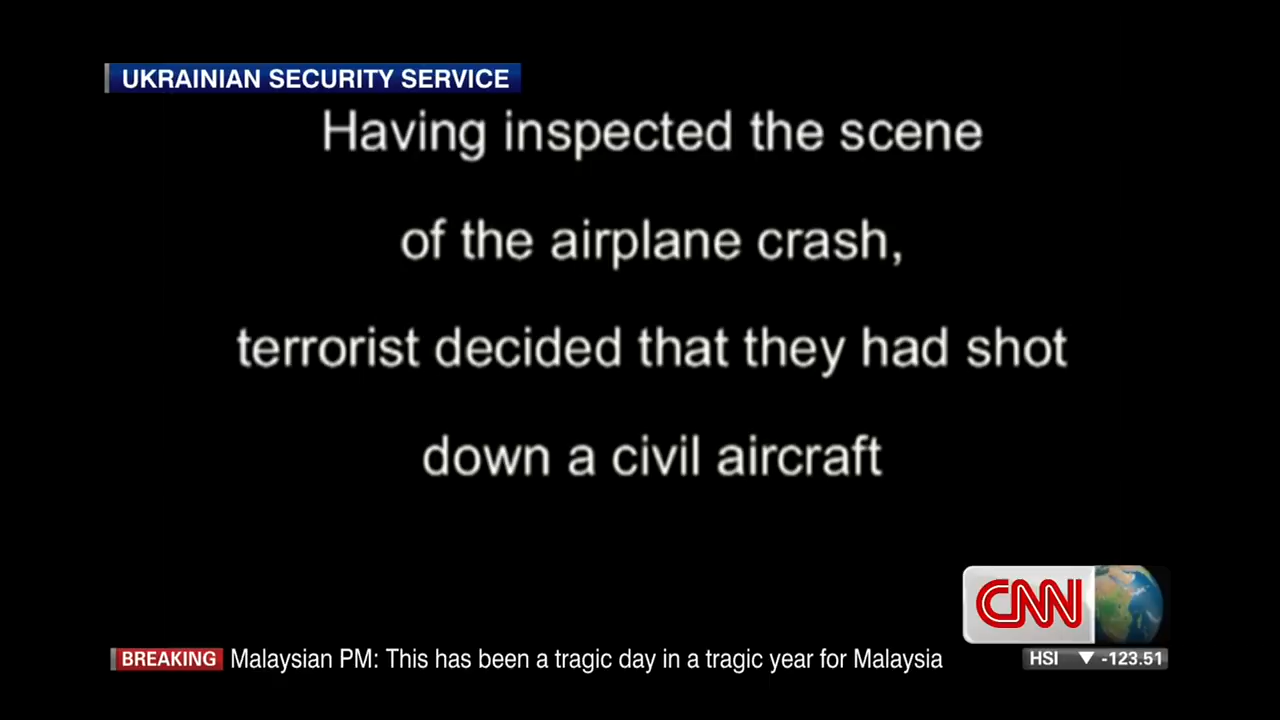 UKRAINIAN SECURITY SERVICE
Having inspected the scene
of the airplane crash,
terrorist decided that they had shot
down a civil aircraft
CNN
BREAKING Malaysian PM: This has been a tragic day in a tragic year for Malaysia
HSI ▼ -123.51